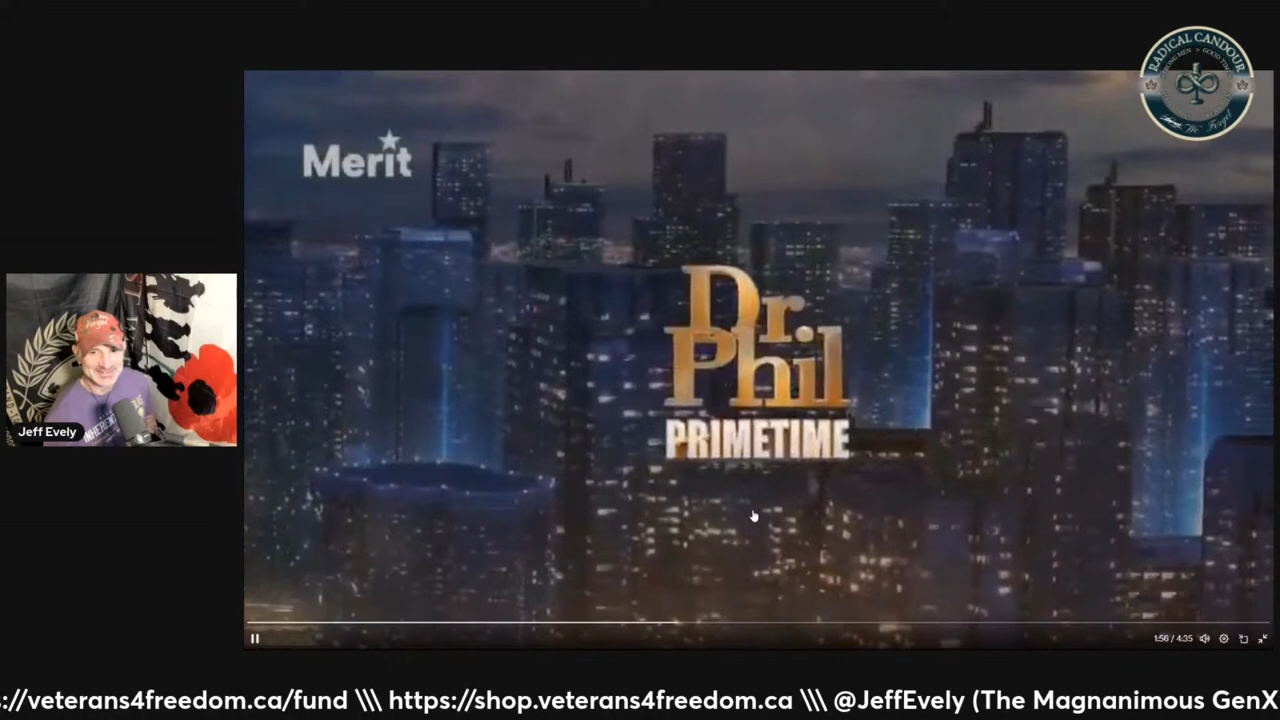 RADICAL CANDOUR
Merit
Dr.
Phil
PRIMETIME
Jeff Evely
1:56 / 4:35
://veterans4freedom.ca/fund \\\ https://shop.veterans4freedom.ca \\\ @JeffEvely (The Magnanimous GenX